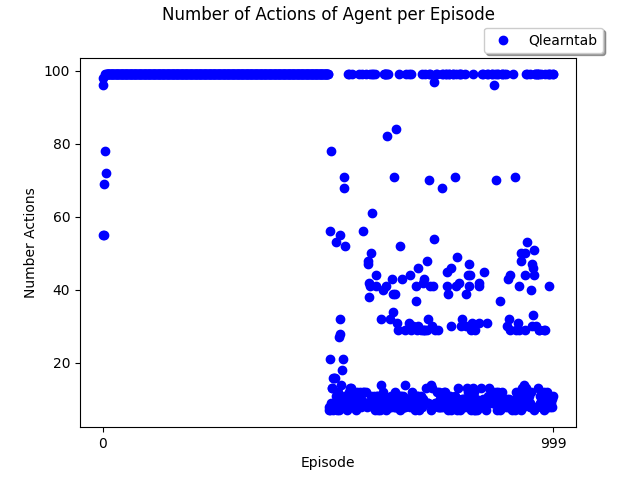 Number of Actions of Agent per Episode
Qlearntab
100
80
60
40
20
Number Actions
0
999
Episode